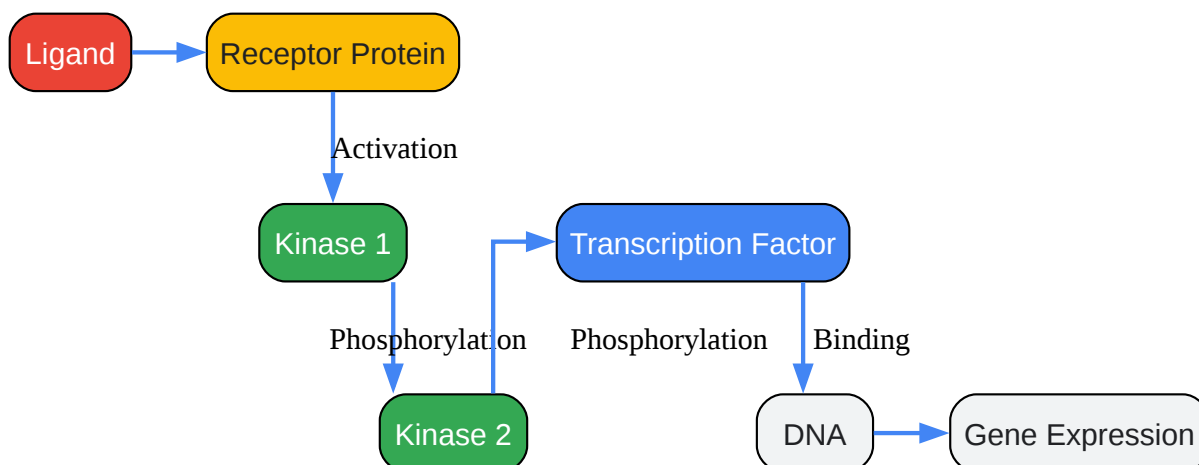 Ligand
Receptor Protein
Activation
Kinase 1
Transcription Factor
Phosphorylation
Phosphorylation
Binding
Kinase 2
DNA
Gene Expression